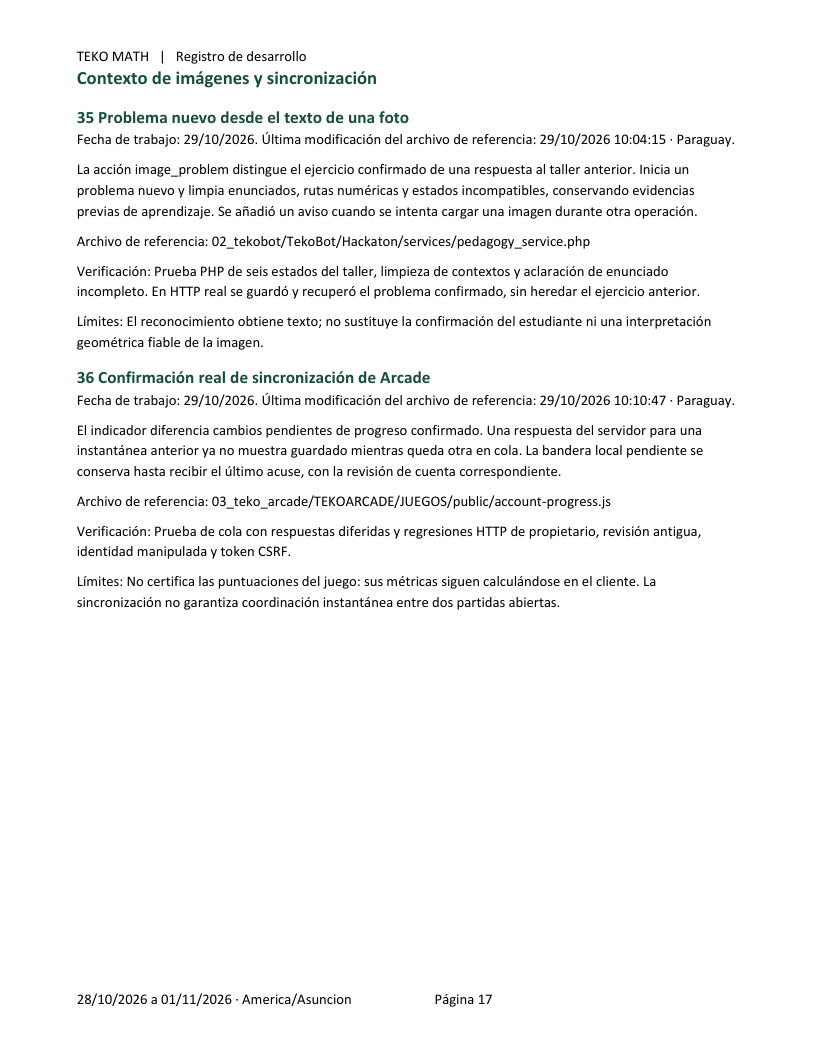 TEKO MATH | Registro de desarrollo
Contexto de imágenes y sincronización
35 Problema nuevo desde el texto de una foto
Fecha de trabajo: 29/10/2026. Última modificación del archivo de referencia: 29/10/2026 10:04:15 · Paraguay.
La acción image_problem distingue el ejercicio confirmado de una respuesta al taller anterior. Inicia un
problema nuevo y limpia enunciados, rutas numéricas y estados incompatibles, conservando evidencias
previas de aprendizaje. Se añadió un aviso cuando se intenta cargar una imagen durante otra operación.
Archivo de referencia: 02_tekobot/TekoBot/Hackaton/services/pedagogy_service.php
Verificación: Prueba PHP de seis estados del taller, limpieza de contextos y aclaración de enunciado
incompleto. En HTTP real se guardó y recuperó el problema confirmado, sin heredar el ejercicio anterior.
Límites: El reconocimiento obtiene texto; no sustituye la confirmación del estudiante ni una interpretación
geométrica fiable de la imagen.
36 Confirmación real de sincronización de Arcade
Fecha de trabajo: 29/10/2026. Última modificación del archivo de referencia: 29/10/2026 10:10:47 · Paraguay.
El indicador diferencia cambios pendientes de progreso confirmado. Una respuesta del servidor para una
instantánea anterior ya no muestra guardado mientras queda otra en cola. La bandera local pendiente se
conserva hasta recibir el último acuse, con la revisión de cuenta correspondiente.
Archivo de referencia: 03_teko_arcade/TEKOARCADE/JUEGOS/public/account-progress.js
Verificación: Prueba de cola con respuestas diferidas y regresiones HTTP de propietario, revisión antigua,
identidad manipulada y token CSRF.
Límites: No certifica las puntuaciones del juego: sus métricas siguen calculándose en el cliente. La
sincronización no garantiza coordinación instantánea entre dos partidas abiertas.
28/10/2026 a 01/11/2026 · America/Asuncion Página 17